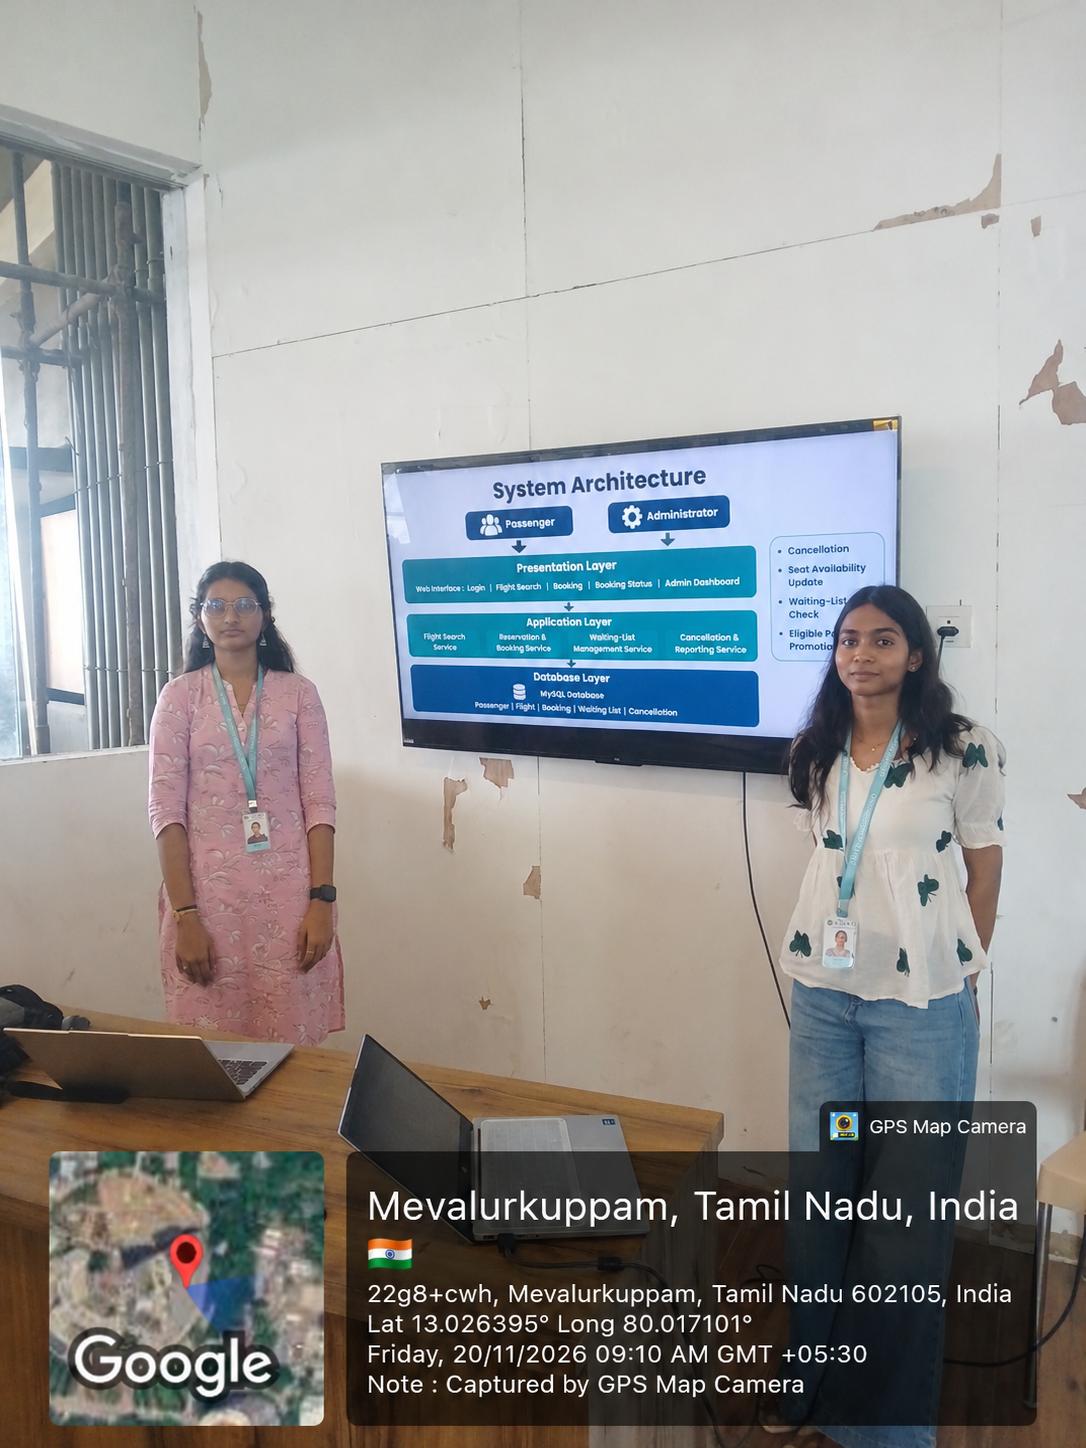 System Architecture
Passenger
Administrator
Presentation Layer
Web Interface : Login | Flight Search | Booking | Booking Status | Admin Dashboard
Application Layer
Flight Search
Service
Reservation &
Booking Service
Waiting-List
Management Service
Cancellation &
Reporting Service
Database Layer
MySQL Database
Passenger | Flight | Booking | Waiting List | Cancellation
• Cancellation
• Seat Availability
Update
• Waiting-List
Check
• Eligible
GPS Map Camera
Mevalurkuppam, Tamil Nadu, India
22g8+cwh, Mevalurkuppam, Tamil Nadu 602105, India
Lat 13.026395° Long 80.017101°
Friday, 20/11/2026 09:10 AM GMT +05:30
Note : Captured by GPS Map Camera
Google